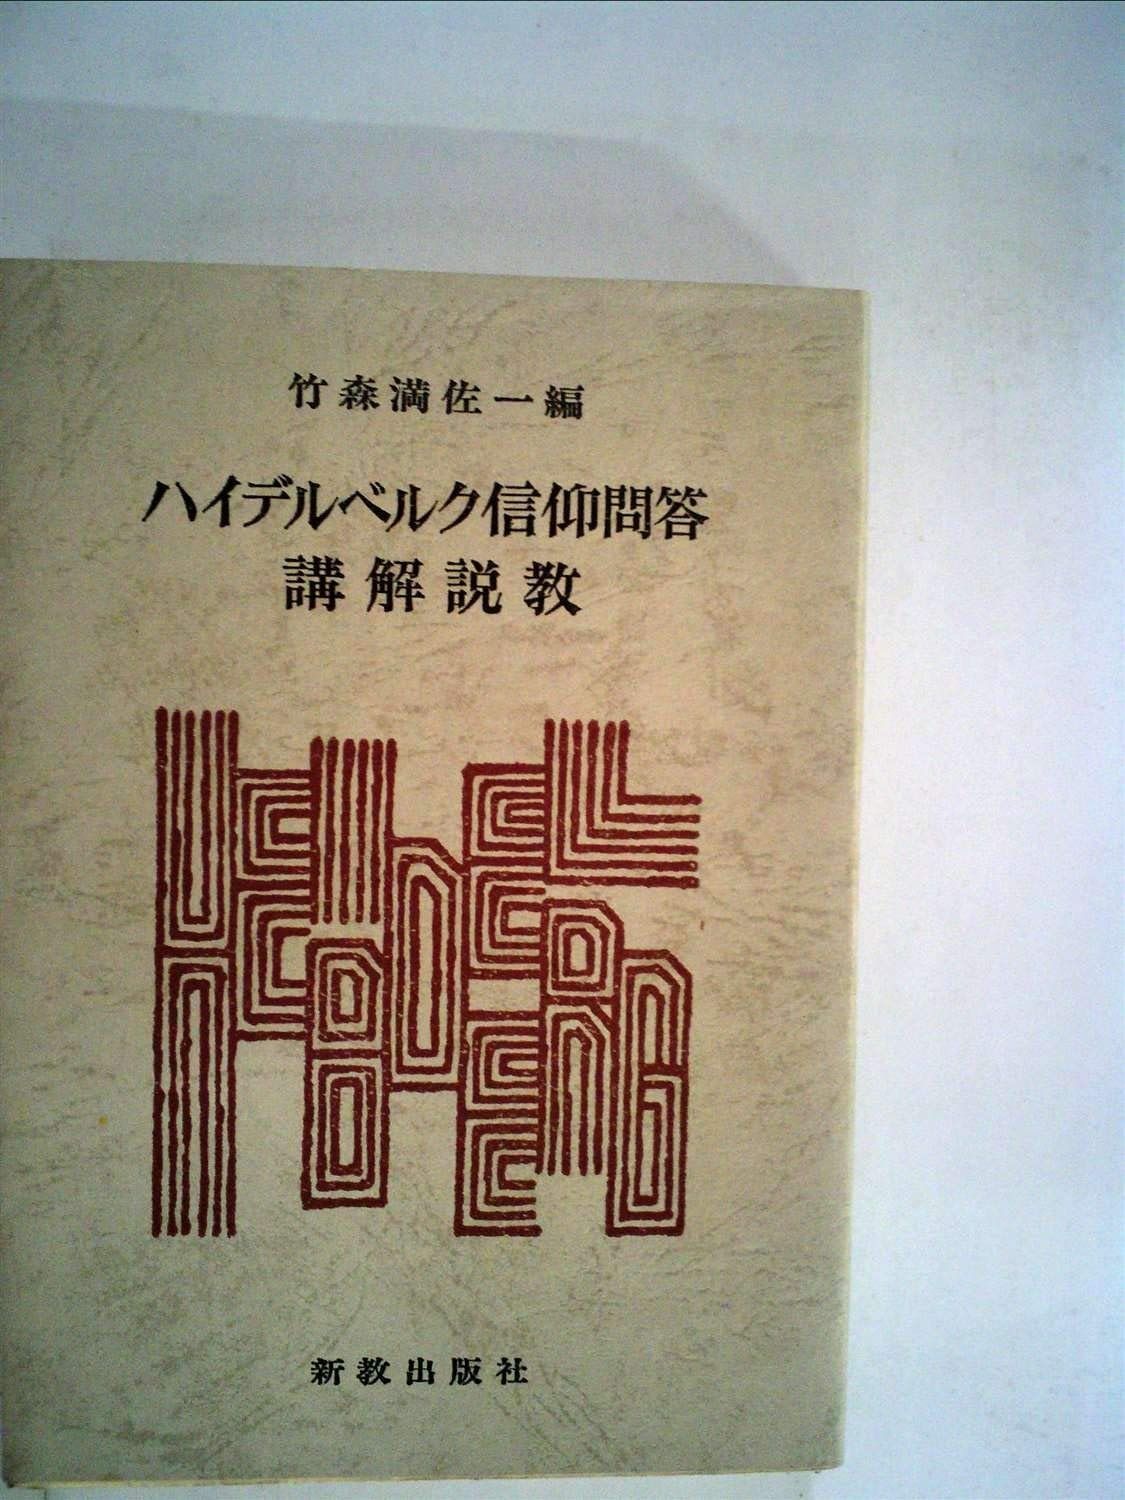 竹森満佐一編
ハイデルベルク信仰問答
講解説教
新教出版社